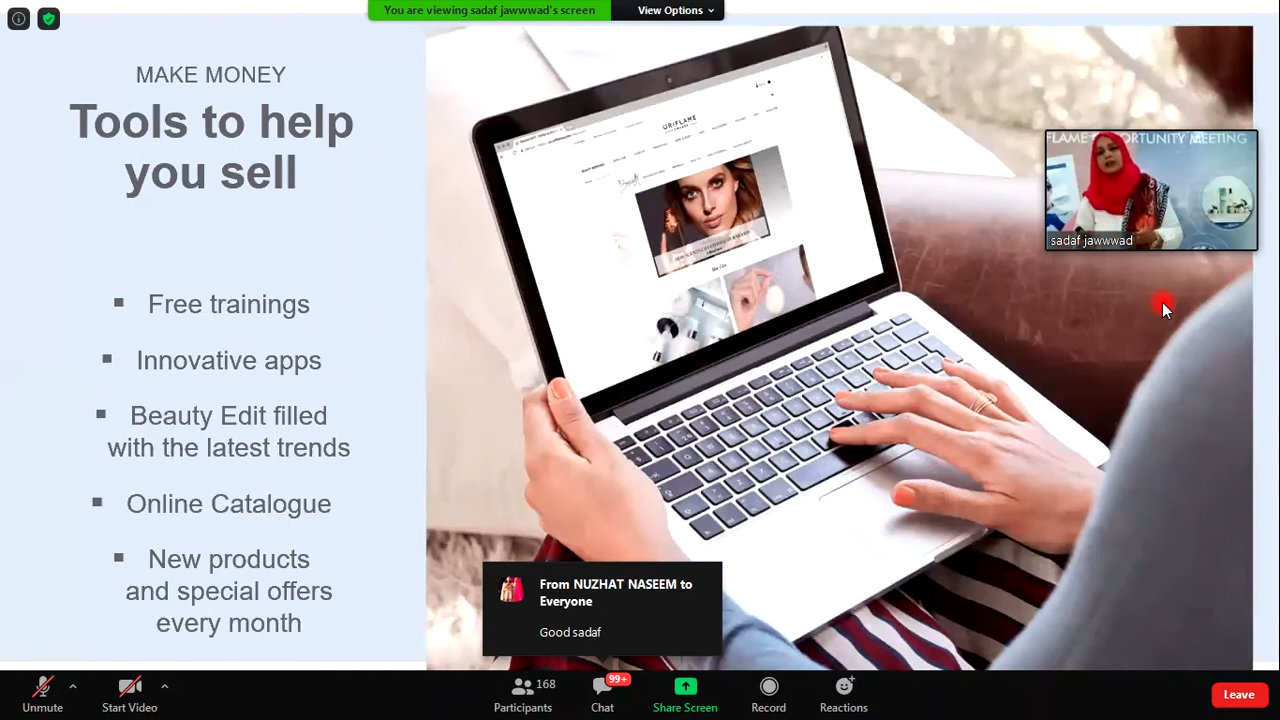 You are viewing sadaf jawwwad's screen
View Options
MAKE MONEY
Tools to help
you sell
▪ Free trainings
▪ Innovative apps
▪ Beauty Edit filled
with the latest trends
▪ Online Catalogue
▪ New products
and special offers
every month
ORIFLAME
FLAME
OPPORTUNITY MEETING
sadaf jawwwad
From NUZHAT NASEEM to
Everyone
Good sadaf
Unmute
Start Video
168
Participants
99+
Chat
Share Screen
Record
Reactions
Leave